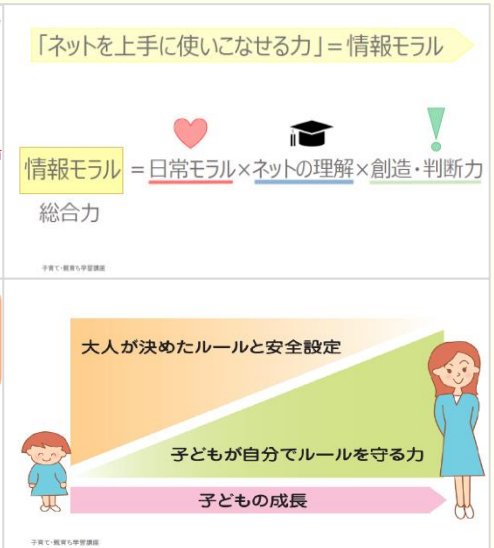 「ネットを上手に使いこなせる力」=情報モラル
情報モラル =日常モラル×ネットの理解×創造・判断力
総合力
子育て・親育ち学習講座
大人が決めたルールと安全設定
子どもが自分でルールを守る力
子どもの成長
子育て・親育ち学習講座